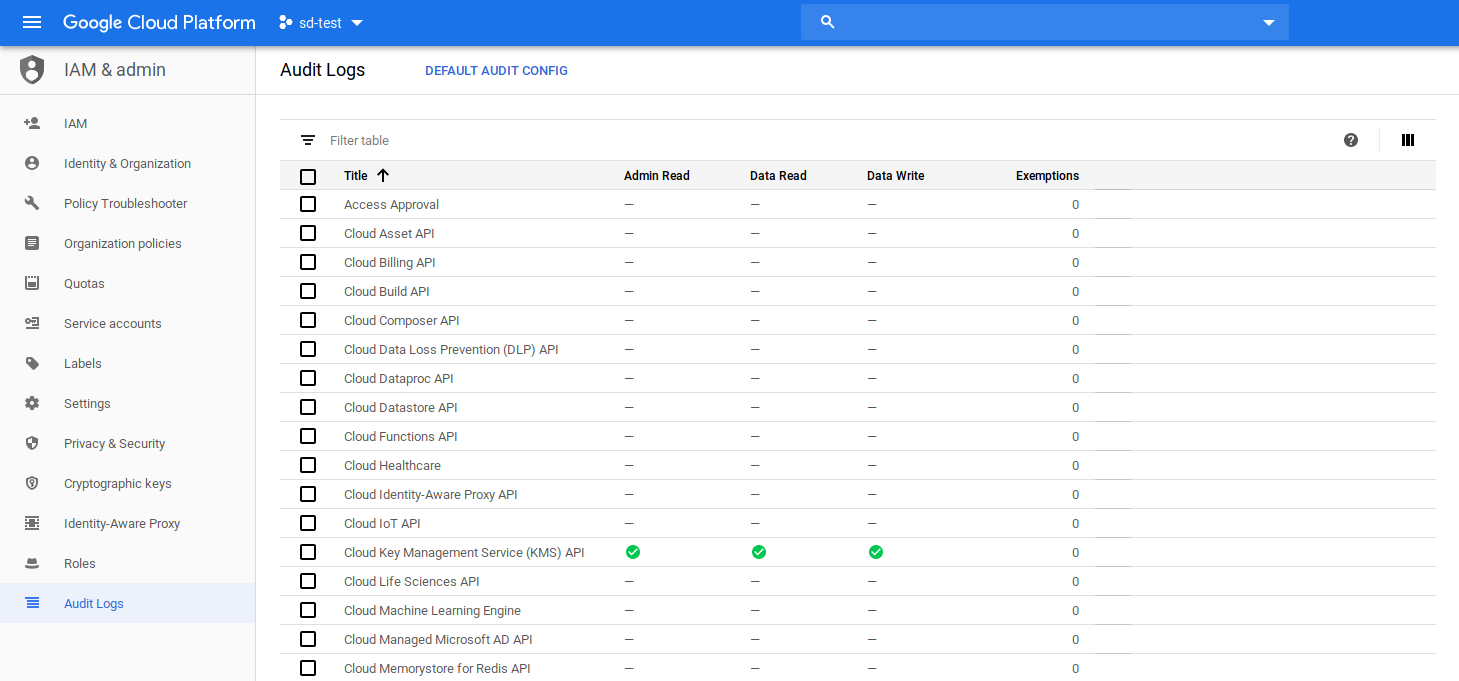 Google Cloud Platform sd-test
IAM & admin
Audit Logs DEFAULT AUDIT CONFIG
IAM
Identity & Organization
Policy Troubleshooter
Organization policies
Quotas
Service accounts
Labels
Settings
Privacy & Security
Cryptographic keys
Identity-Aware Proxy
Roles
Audit Logs
Filter table
Title Admin Read Data Read Data Write Exemptions
Access Approval — — — 0
Cloud Asset API — — — 0
Cloud Billing API — — — 0
Cloud Build API — — — 0
Cloud Composer API — — — 0
Cloud Data Loss Prevention (DLP) API — — — 0
Cloud Dataproc API — — — 0
Cloud Datastore API — — — 0
Cloud Functions API — — — 0
Cloud Healthcare — — — 0
Cloud Identity-Aware Proxy API — — — 0
Cloud IoT API — — — 0
Cloud Key Management Service (KMS) API 0
Cloud Life Sciences API — — — 0
Cloud Machine Learning Engine — — — 0
Cloud Managed Microsoft AD API — — — 0
Cloud Memorystore for Redis API — — — 0